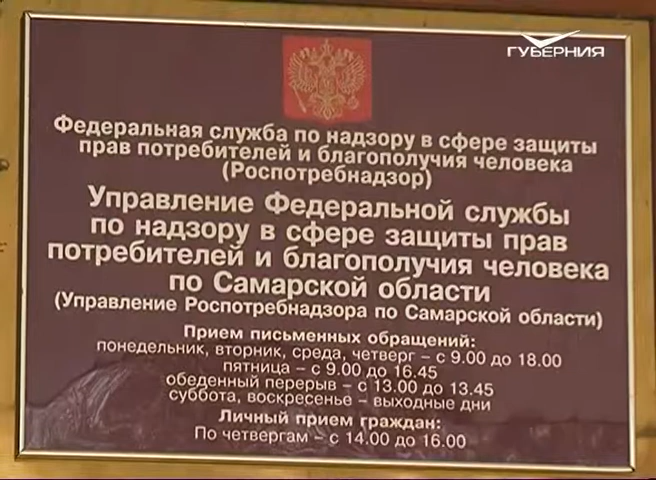 ГУБЕРНИЯ
Федеральная служба по надзору в сфере защиты
прав потребителей и благополучия человека
(Роспотребнадзор)
Управление Федеральной службы
по надзору в сфере защиты прав
потребителей и благополучия человека
по Самарской области
(Управление Роспотребнадзора по Самарской области)
Прием письменных обращений:
понедельник, вторник, среда, четверг – с 9.00 до 18.00
пятница – с 9.00 до 16.45
обеденный перерыв – с 13.00 до 13.45
суббота, воскресенье – выходные дни
Личный прием граждан:
По четвергам – с 14.00 до 16.00